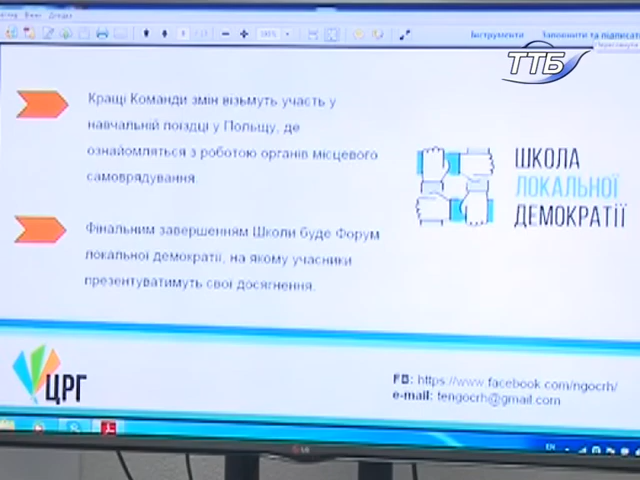 Інструменти
Заповнити та підписати
ТТБ
Кращі Команди змін візьмуть участь у
навчальній поїздці у Польщу, де
ознайомляться з роботою органів місцевого
самоврядування.
ШКОЛА
ЛОКАЛЬНОЇ
ДЕМОКРАТІЇ
Фінальним завершенням Школи буде Форум
локальної демократії, на якому учасники
презентуватимуть свої досягнення.
ЦРГ
FB: https://www.facebook.com/ngocrh/
e-mail: tengocrh@gmail.com
EN
LG